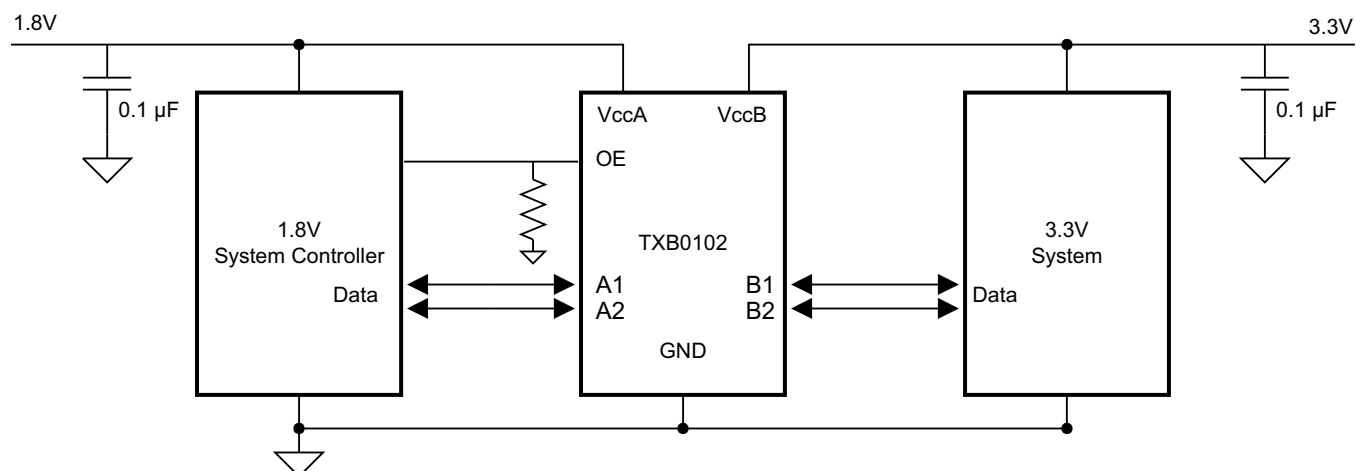 1.8V
3.3V
0.1 µF
VccA
VccB
0.1 µF
OE
1.8V
System Controller
TXB0102
3.3V
System
Data
A1
B1
Data
A2
B2
GND